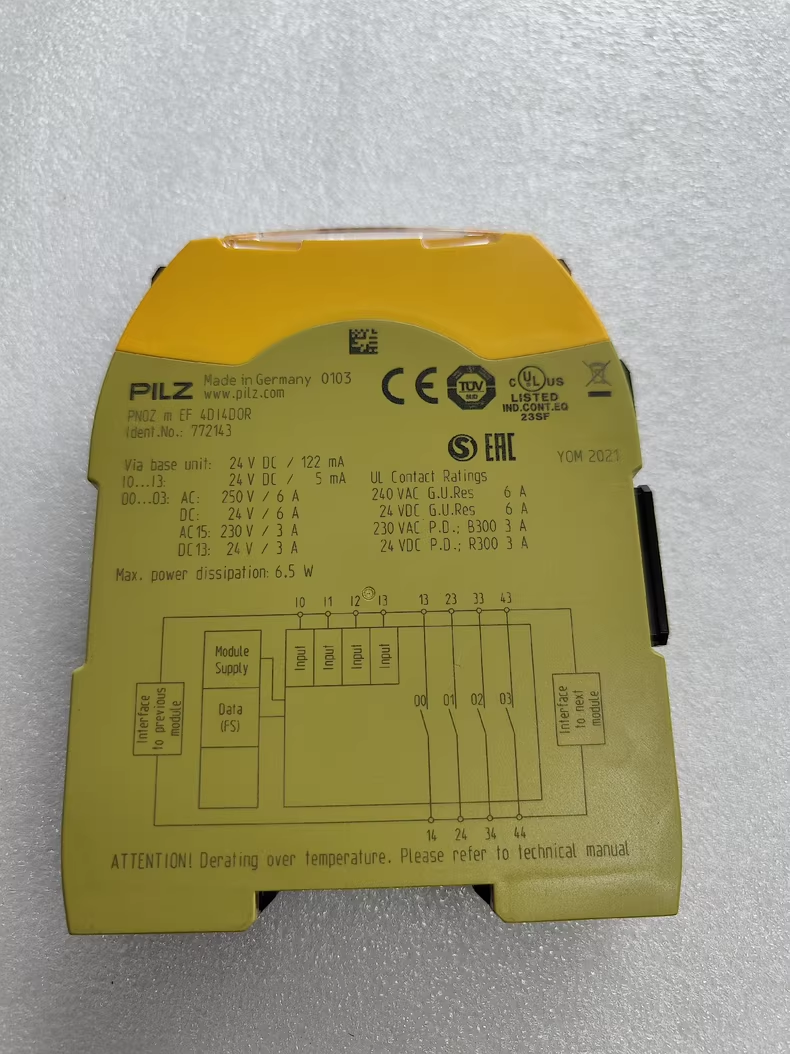 PILZ Made in Germany 0103
www.pilz.com
PNOZ m EF 4DI4DOR
Ident.No.: 772143
CE
TÜV
SÜD
C UL US
LISTED
IND.CONT.EQ
23SF
S EAC
YOM 2021
Via base unit: 24 V DC / 122 mA
I0...I3: 24 V DC / 5 mA
O0...O3: AC: 250 V / 6 A
DC: 24 V / 6 A
AC15: 230 V / 3 A
DC13: 24 V / 3 A
UL Contact Ratings
240 VAC G.U.Res 6 A
24 VDC G.U.Res 6 A
230 VAC P.D.; B300 3 A
24 VDC P.D.; R300 3 A
Max. power dissipation: 6.5 W
I0 I1 I2 I3 13 23 33 43
Module
Supply
Input Input Input Input
Data
(FS)
Interface
to previous
module
O0 O1 O2 O3
Interface
to next
module
14 24 34 44
ATTENTION! Derating over temperature. Please refer to technical manual